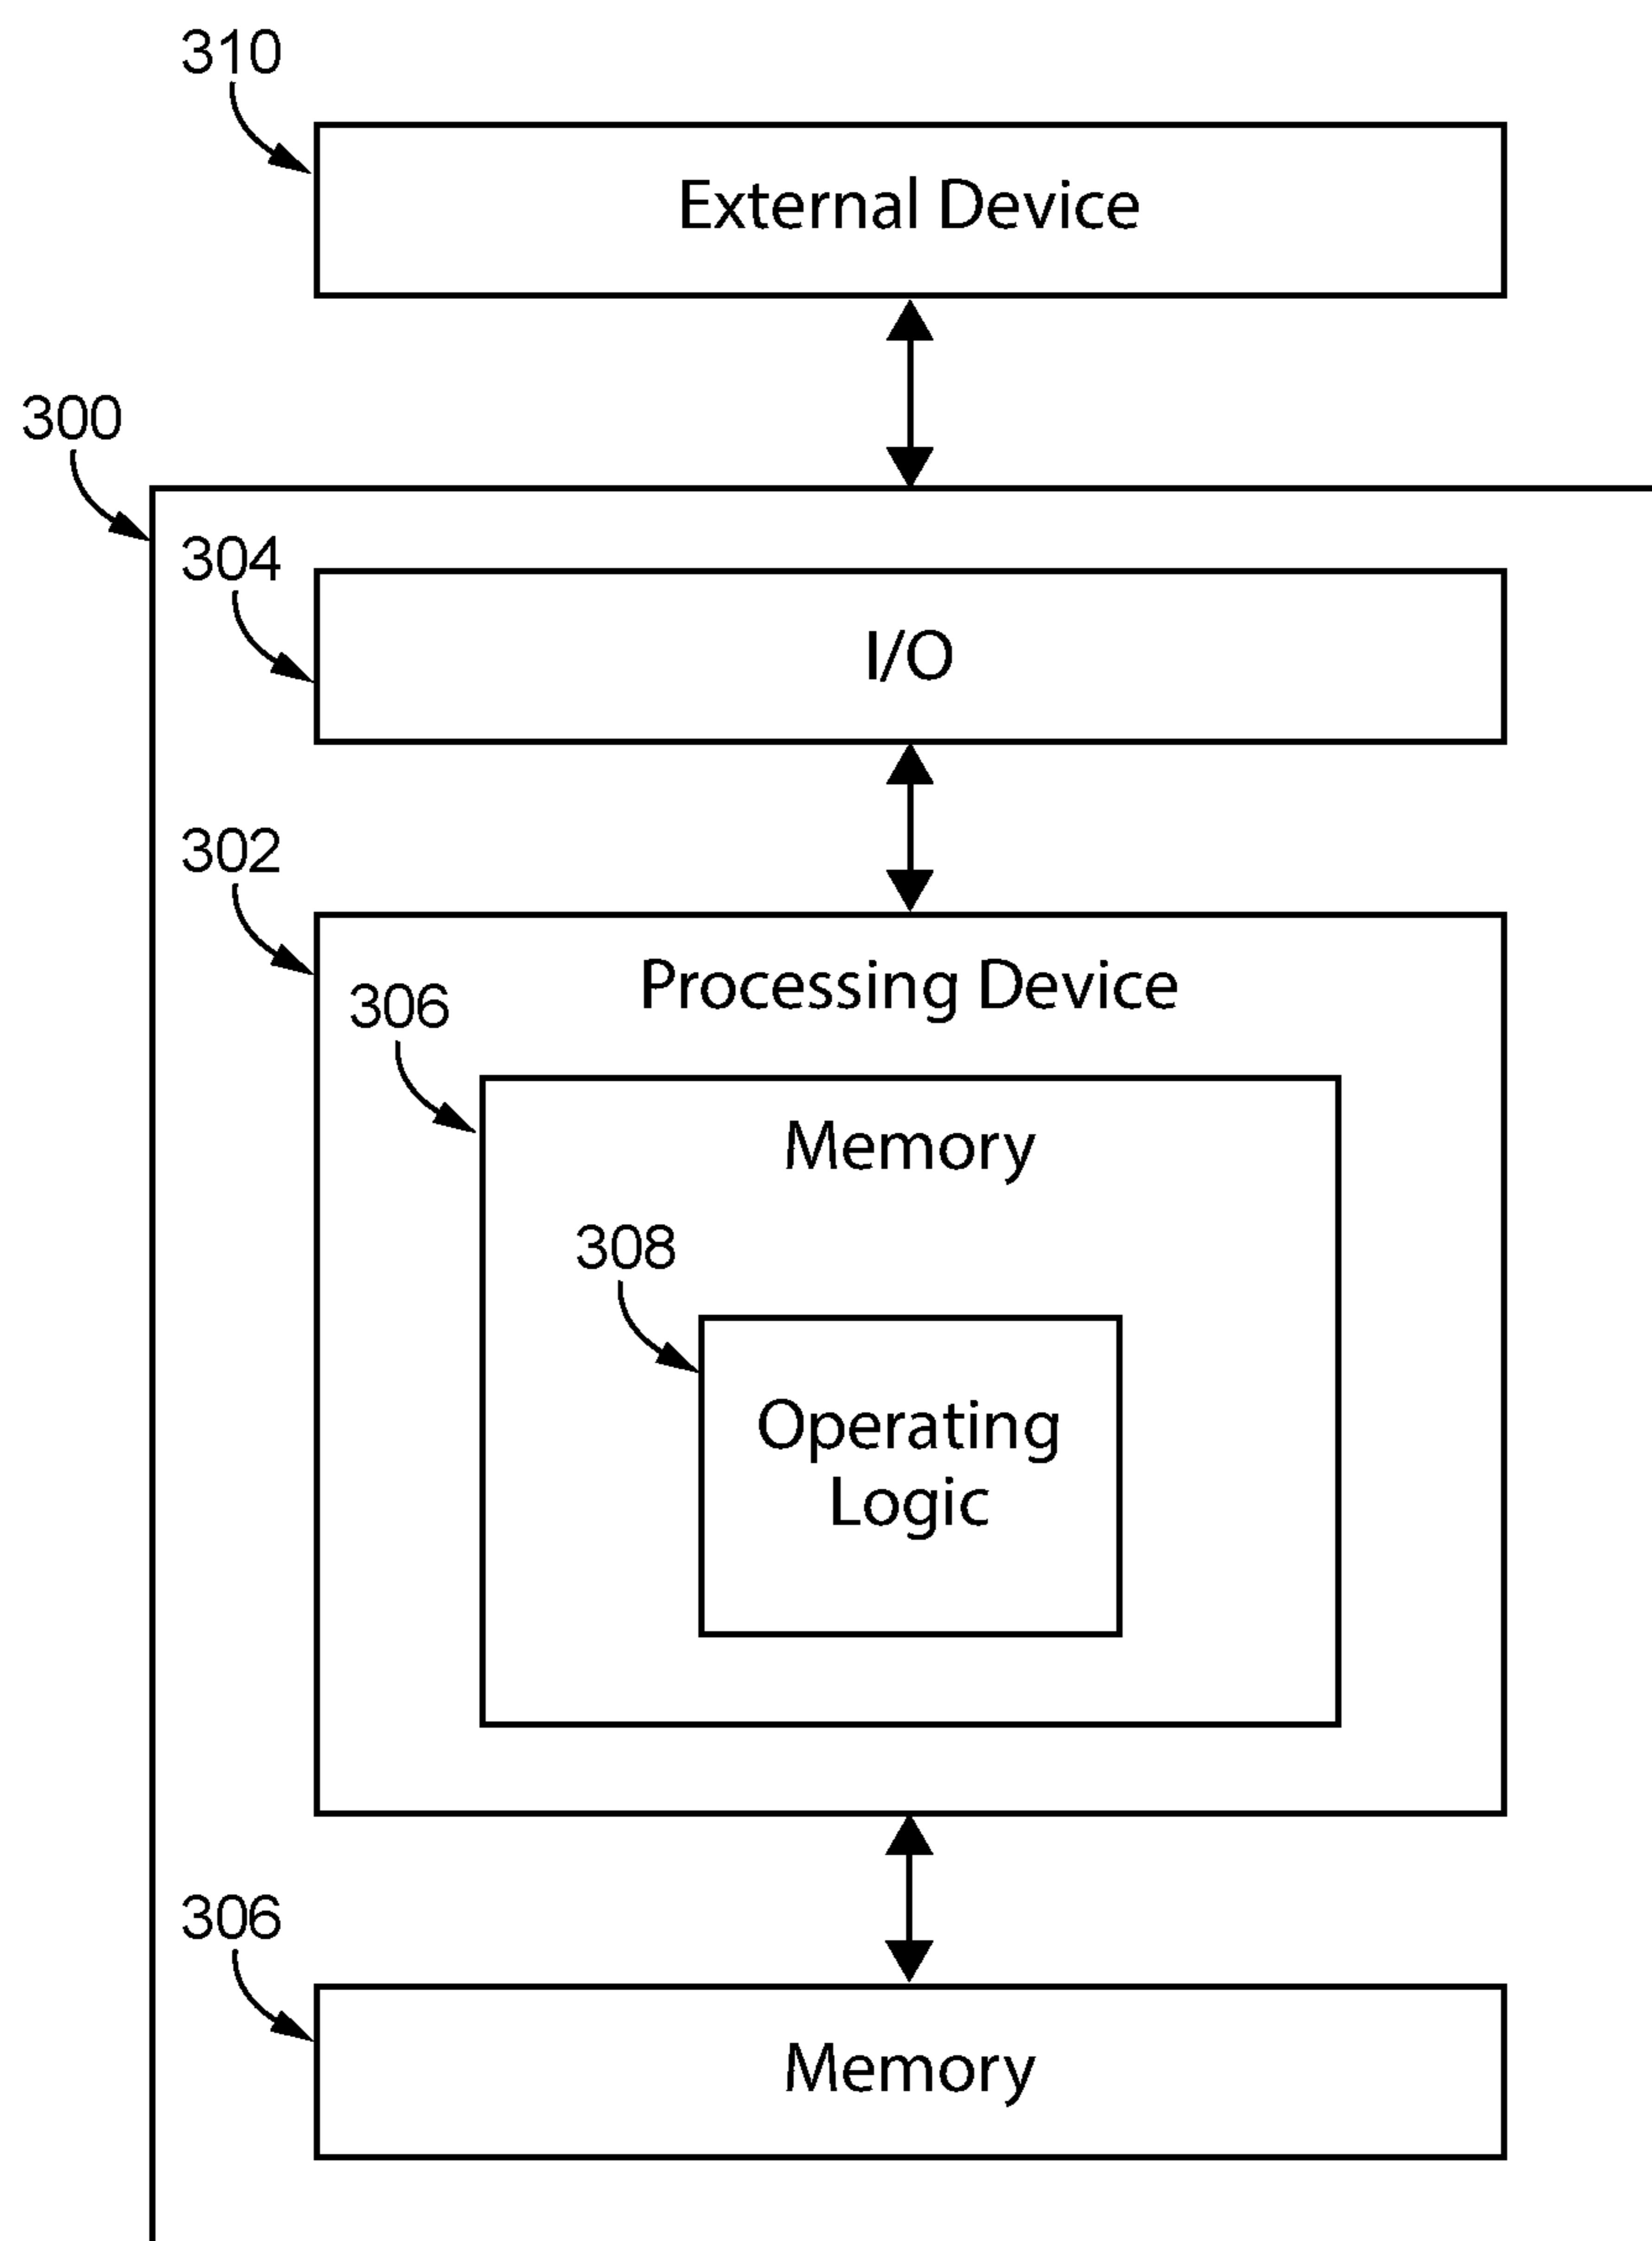 310
External Device
300
304
I/O
302
Processing Device
306
Memory
308
Operating
Logic
306
Memory